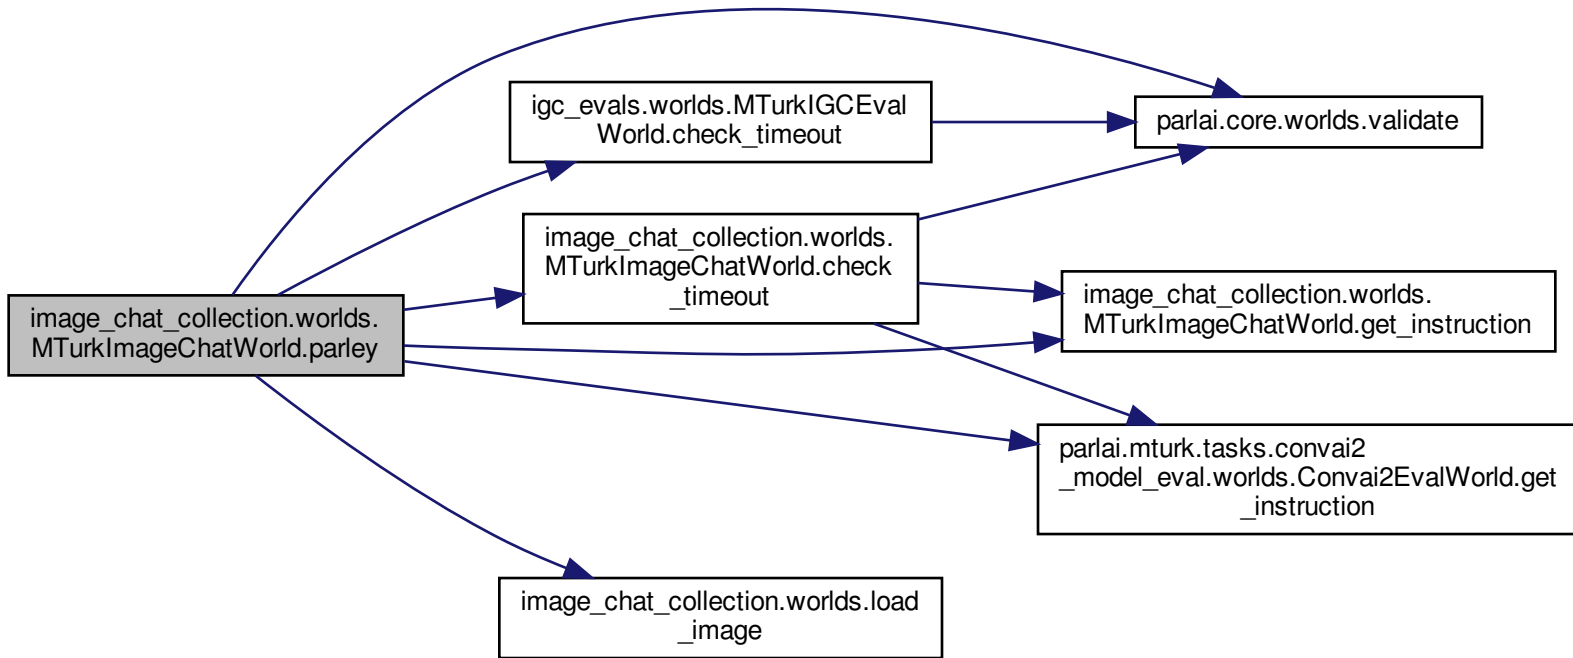 igc_evals.worlds.MTurkIGCEval
World.check_timeout
parlai.core.worlds.validate
image_chat_collection.worlds.
MTurkImageChatWorld.check
_timeout
image_chat_collection.worlds.
MTurkImageChatWorld.get_instruction
image_chat_collection.worlds.
MTurkImageChatWorld.parley
parlai.mturk.tasks.convai2
_model_eval.worlds.Convai2EvalWorld.get
_instruction
image_chat_collection.worlds.load
_image